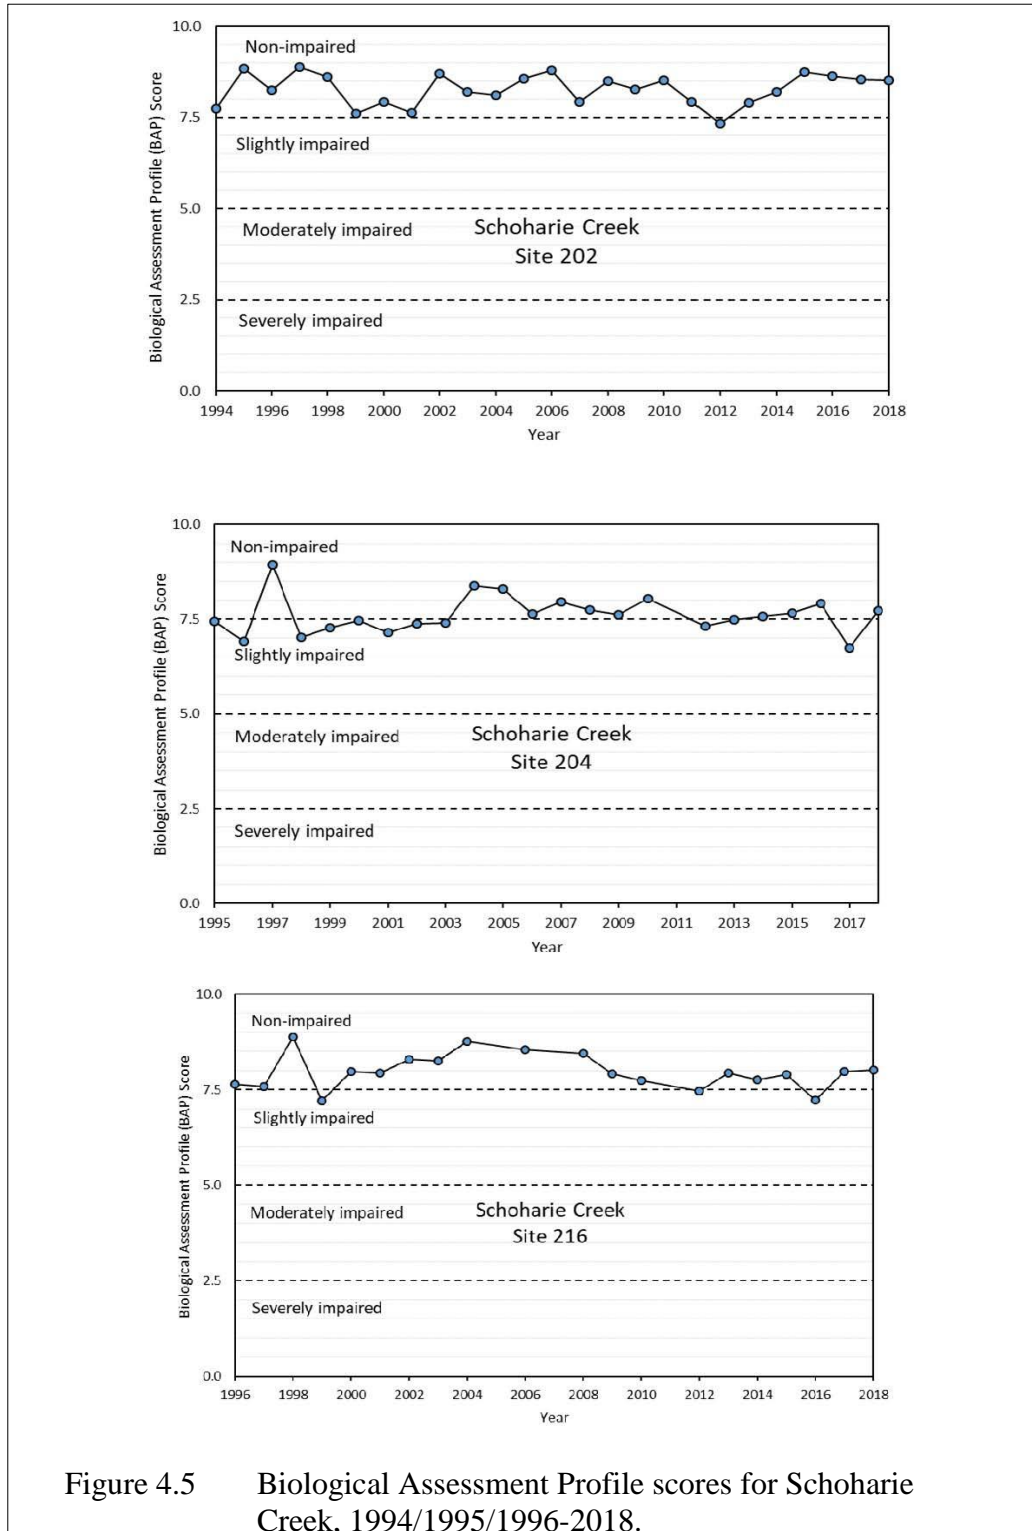 10.0
Non-impaired
7.5
Slightly impaired
5.0
Moderately impaired
Schoharie Creek
Site 202
2.5
Severely impaired
0.0
1994 1996 1998 2000 2002 2004 2006 2008 2010 2012 2014 2016 2018
Year
Biological Assessment Profile (BAP) Score
10.0
Non-impaired
7.5
Slightly impaired
5.0
Moderately impaired
Schoharie Creek
Site 204
2.5
Severely impaired
0.0
1995 1997 1999 2001 2003 2005 2007 2009 2011 2013 2015 2017
Year
Biological Assessment Profile (BAP) Score
10.0
Non-impaired
7.5
Slightly impaired
5.0
Moderately impaired
Schoharie Creek
Site 216
2.5
Severely impaired
0.0
1996 1998 2000 2002 2004 2006 2008 2010 2012 2014 2016 2018
Year
Biological Assessment Profile (BAP) Score
Figure 4.5 Biological Assessment Profile scores for Schoharie
Creek, 1994/1995/1996-2018.